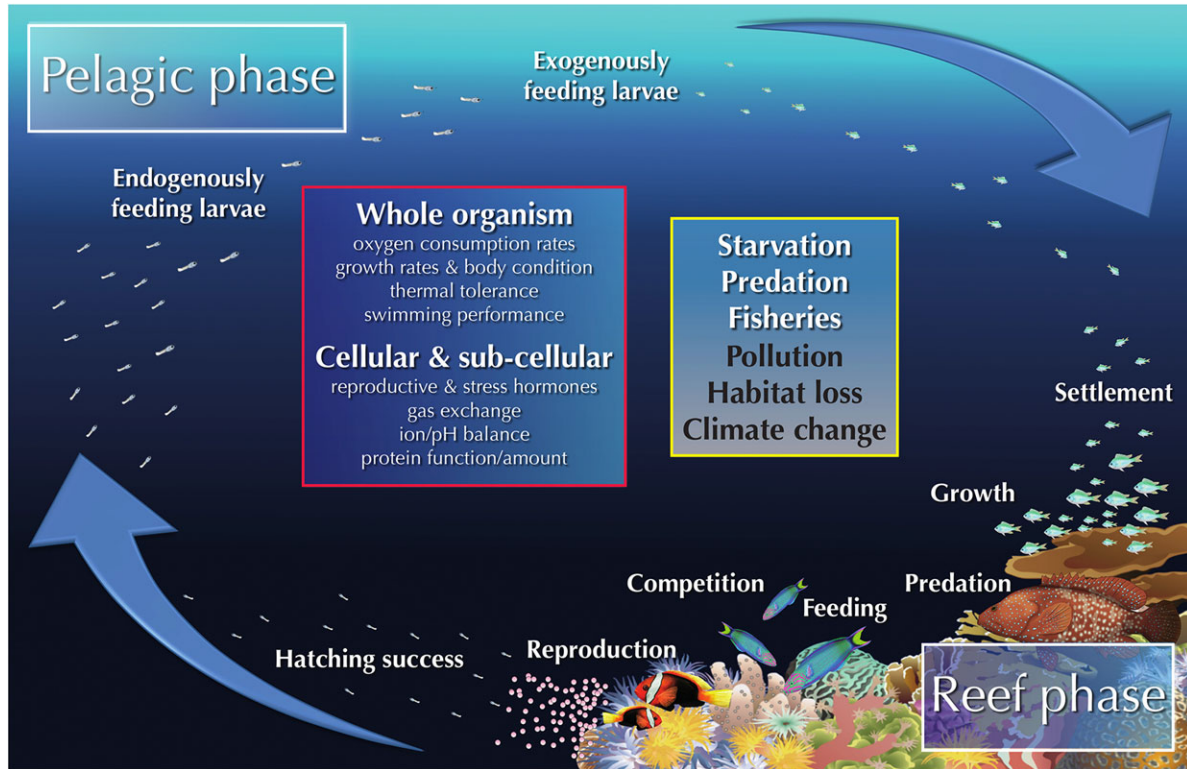 Pelagic phase
Exogenously
feeding larvae
Endogenously
feeding larvae
Whole organism
oxygen consumption rates
growth rates & body condition
thermal tolerance
swimming performance
Cellular & sub-cellular
reproductive & stress hormones
gas exchange
ion/pH balance
protein function/amount
Starvation
Predation
Fisheries
Pollution
Habitat loss
Climate change
Settlement
Growth
Predation
Competition
Feeding
Reproduction
Hatching success
Reef phase